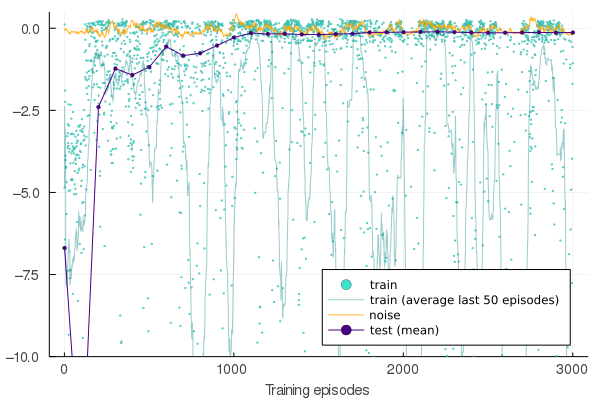 0.0
−2.5
−5.0
−7.5
−10.0
0
1000
2000
3000
Training episodes
train
train (average last 50 episodes)
noise
test (mean)